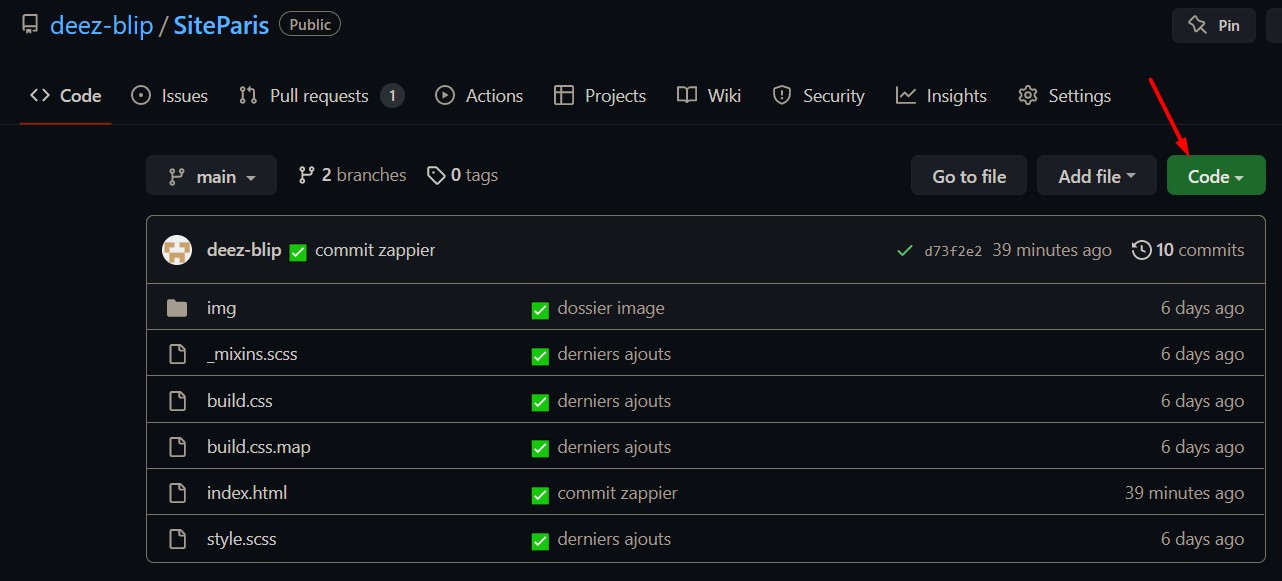 deez-blip / SiteParis Public Pin
Code Issues Pull requests 1 Actions Projects Wiki Security Insights Settings
main 2 branches 0 tags Go to file Add file Code
deez-blip ✅ commit zappier d73f2e2 39 minutes ago 10 commits
img ✅ dossier image 6 days ago
_mixins.scss ✅ derniers ajouts 6 days ago
build.css ✅ derniers ajouts 6 days ago
build.css.map ✅ derniers ajouts 6 days ago
index.html ✅ commit zappier 39 minutes ago
style.scss ✅ derniers ajouts 6 days ago